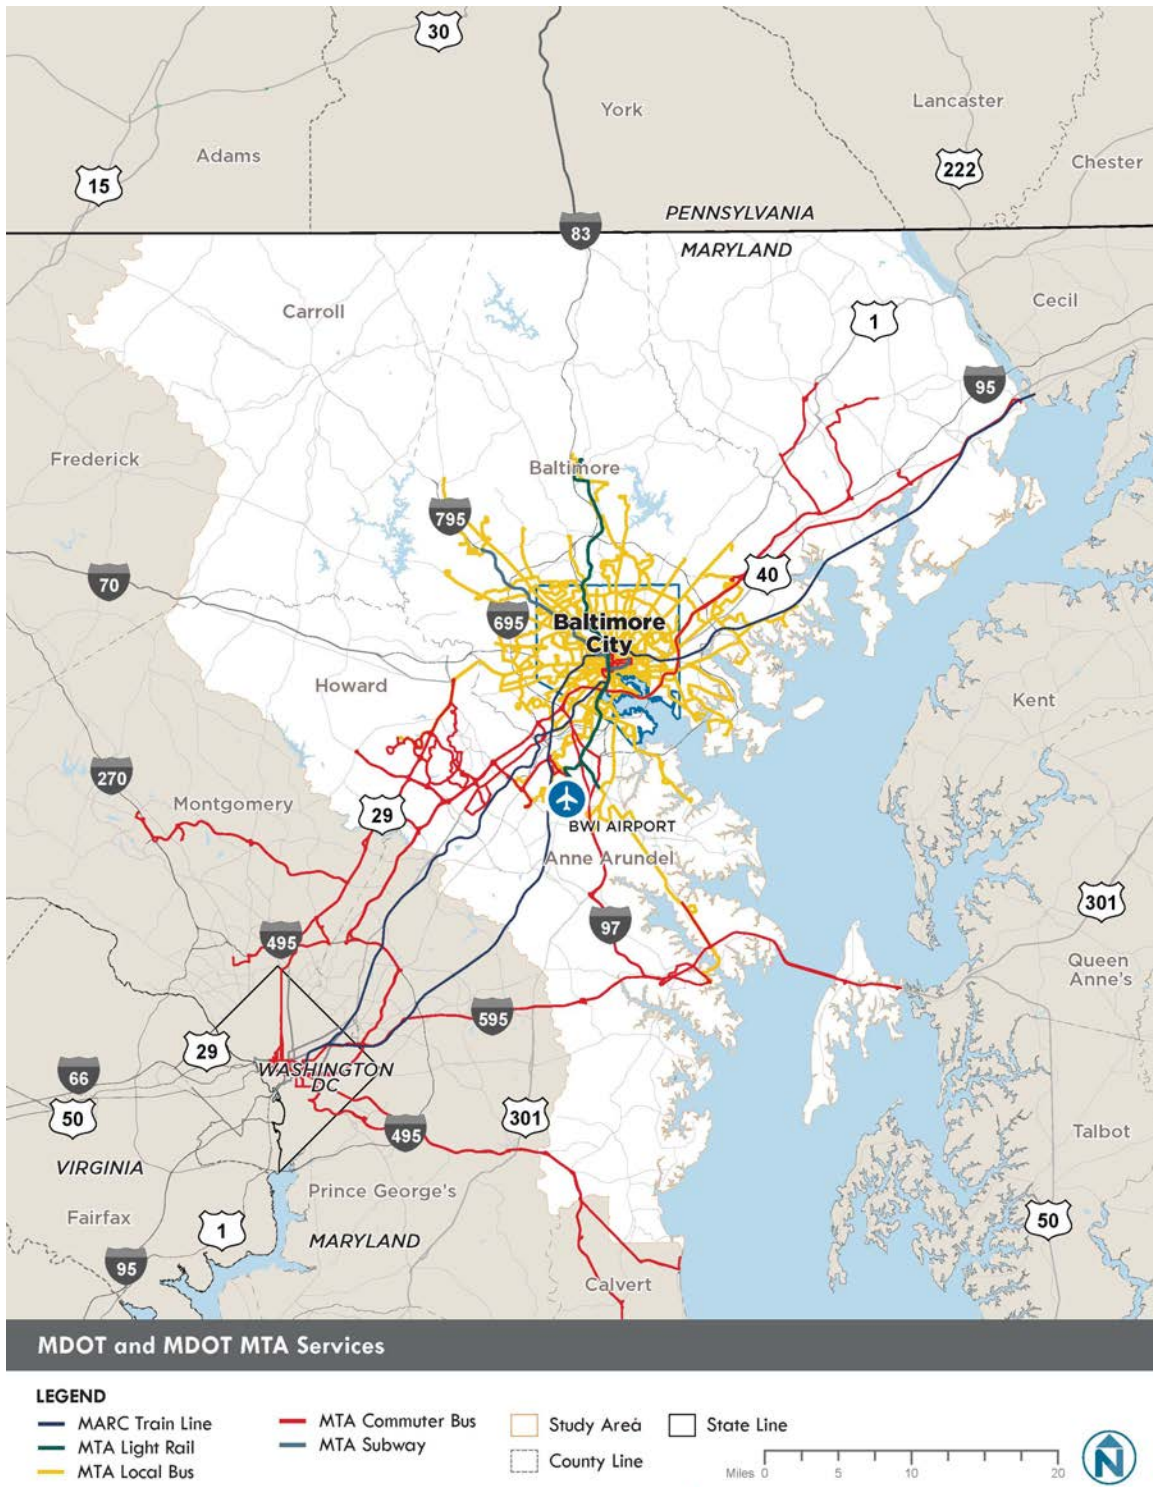 30
York
Lancaster
Adams
222
Chester
15
PENNSYLVANIA
83
MARYLAND
Cecil
Carroll
1
95
Frederick
Baltimore
795
70
40
695
Baltimore
City
Howard
Kent
270
Montgomery
29
BWI AIRPORT
Anne Arundel
301
97
495
Queen
Anne's
595
29
WASHINGTON
DC
66
50
301
495
Talbot
VIRGINIA
Prince George's
Fairfax
1
50
MARYLAND
95
Calvert
MDOT and MDOT MTA Services
LEGEND
MARC Train Line
MTA Light Rail
MTA Local Bus
MTA Commuter Bus
MTA Subway
Study Area
County Line
State Line
Miles 0 5 10 20
N